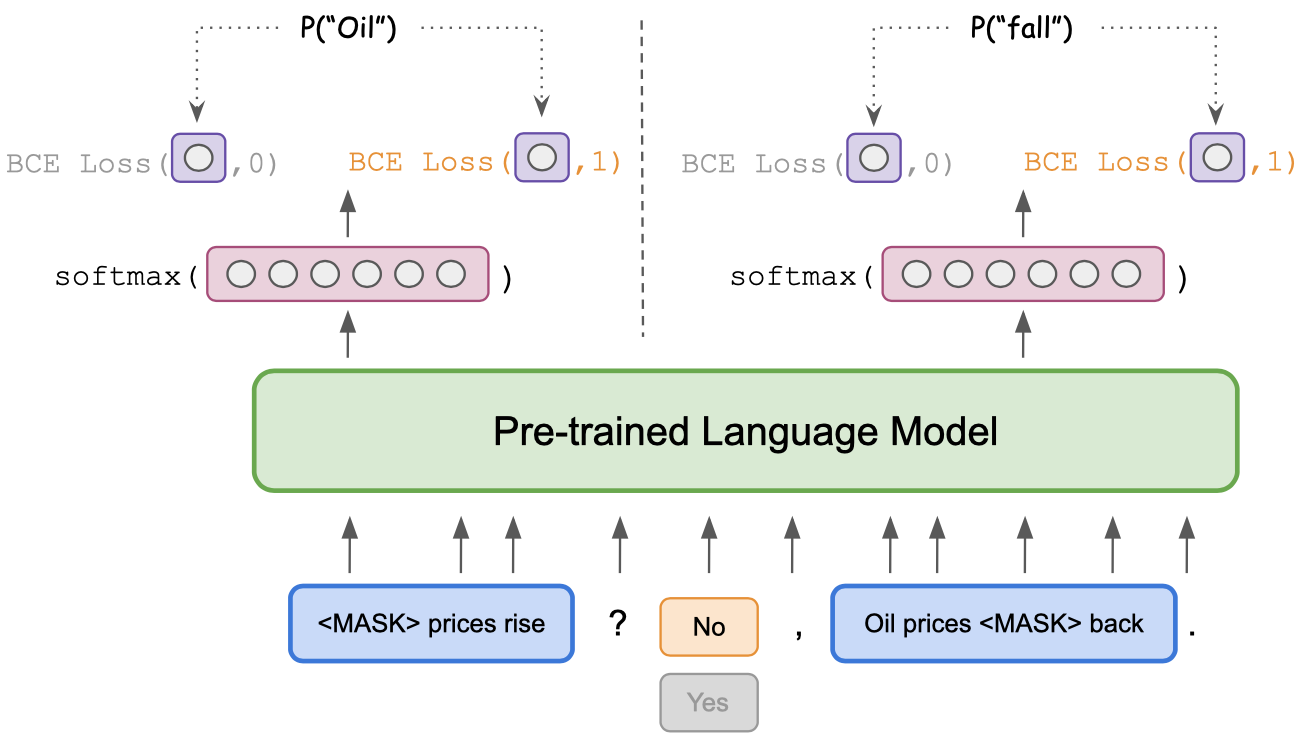 P("Oil")
P("fall")
BCE Loss( ,0)
BCE Loss( ,1)
BCE Loss( ,0)
BCE Loss( ,1)
softmax( )
softmax( )
Pre-trained Language Model
<MASK> prices rise ? No , Oil prices <MASK> back .
Yes